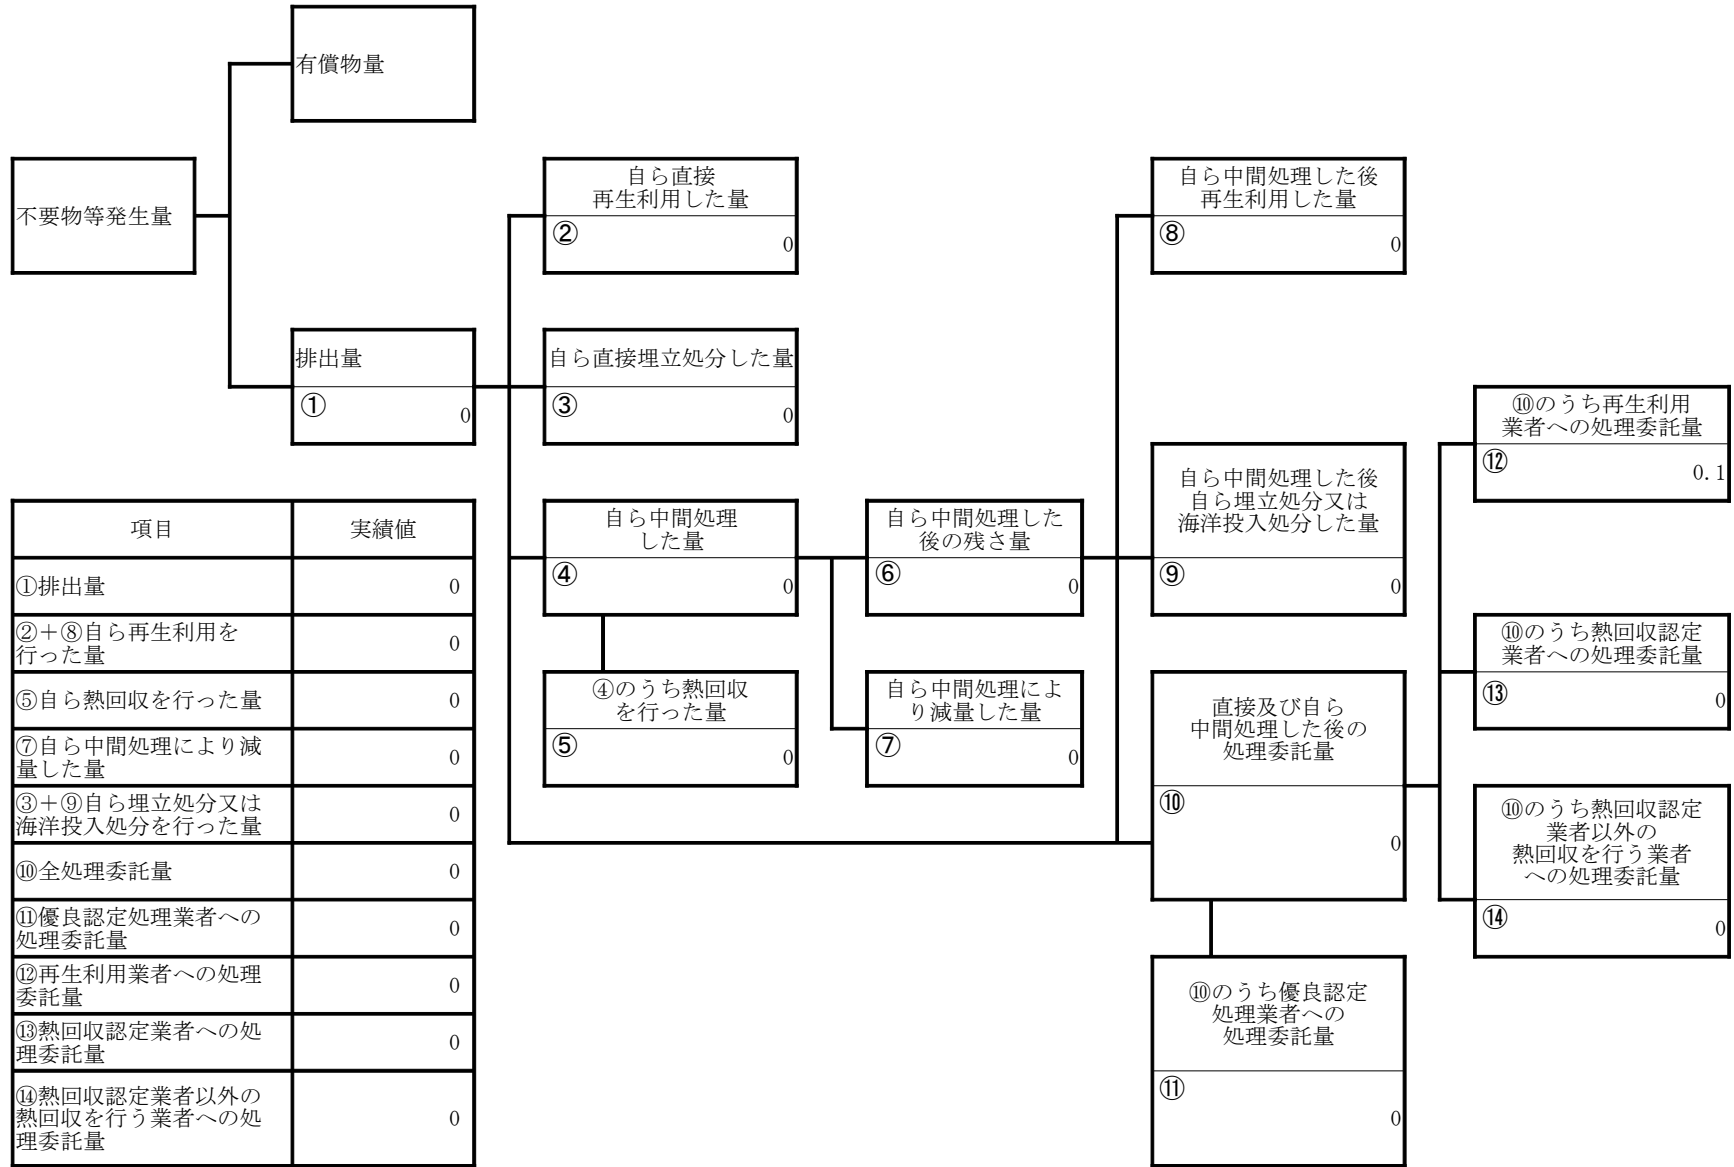 有償物量
不要物等発生量
排出量
①
0
自ら直接
再生利用した量
②
0
自ら直接埋立処分した量
③
0
自ら中間処理
した量
④
0
④のうち熱回収
を行った量
⑤
0
自ら中間処理した
後の残さ量
⑥
0
自ら中間処理によ
り減量した量
⑦
0
自ら中間処理した後
再生利用した量
⑧
0
自ら中間処理した後
自ら埋立処分又は
海洋投入処分した量
⑨
0
直接及び自ら
中間処理した後の
処理委託量
⑩
0
⑩のうち優良認定
処理業者への
処理委託量
⑪
0
⑩のうち再生利用
業者への処理委託量
⑫
0.1
⑩のうち熱回収認定
業者への処理委託量
⑬
0
⑩のうち熱回収認定
業者以外の
熱回収を行う業者
への処理委託量
⑭
0
項目 実績値
①排出量 0
②＋⑧自ら再生利用を
行った量 0
⑤自ら熱回収を行った量 0
⑦自ら中間処理により減
量した量 0
③＋⑨自ら埋立処分又は
海洋投入処分を行った量 0
⑩全処理委託量 0
⑪優良認定処理業者への
処理委託量 0
⑫再生利用業者への処理
委託量 0
⑬熱回収認定業者への処
理委託量 0
⑭熱回収認定業者以外の
熱回収を行う業者への処
理委託量 0